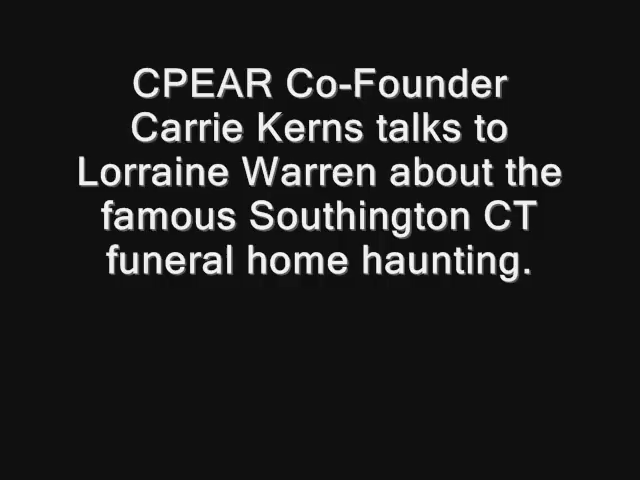 CPEAR Co-Founder
Carrie Kerns talks to
Lorraine Warren about the
famous Southington CT
funeral home haunting.